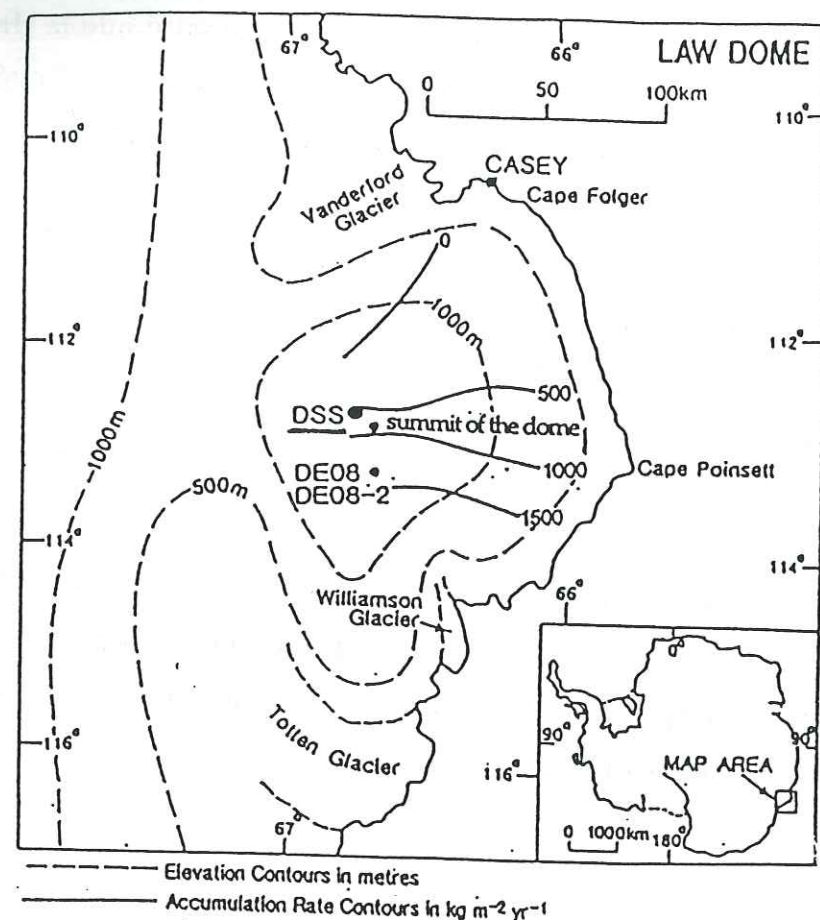 67°
66°
LAW DOME
0 50 100km
110°
110°
CASEY
Cape Folger
Vanderford
Glacier
0
1000m
112°
112°
500
DSS
summit of the dome
1000
Cape Poinsett
DE08
DE08-2
1500
1000m
500m
114°
114°
Williamson
Glacier
66°
Totten Glacier
116°
116°
67°
0°
90°
90°
MAP AREA
0 1000km
180°
Elevation Contours in metres
Accumulation Rate Contours in kg m⁻² yr⁻¹